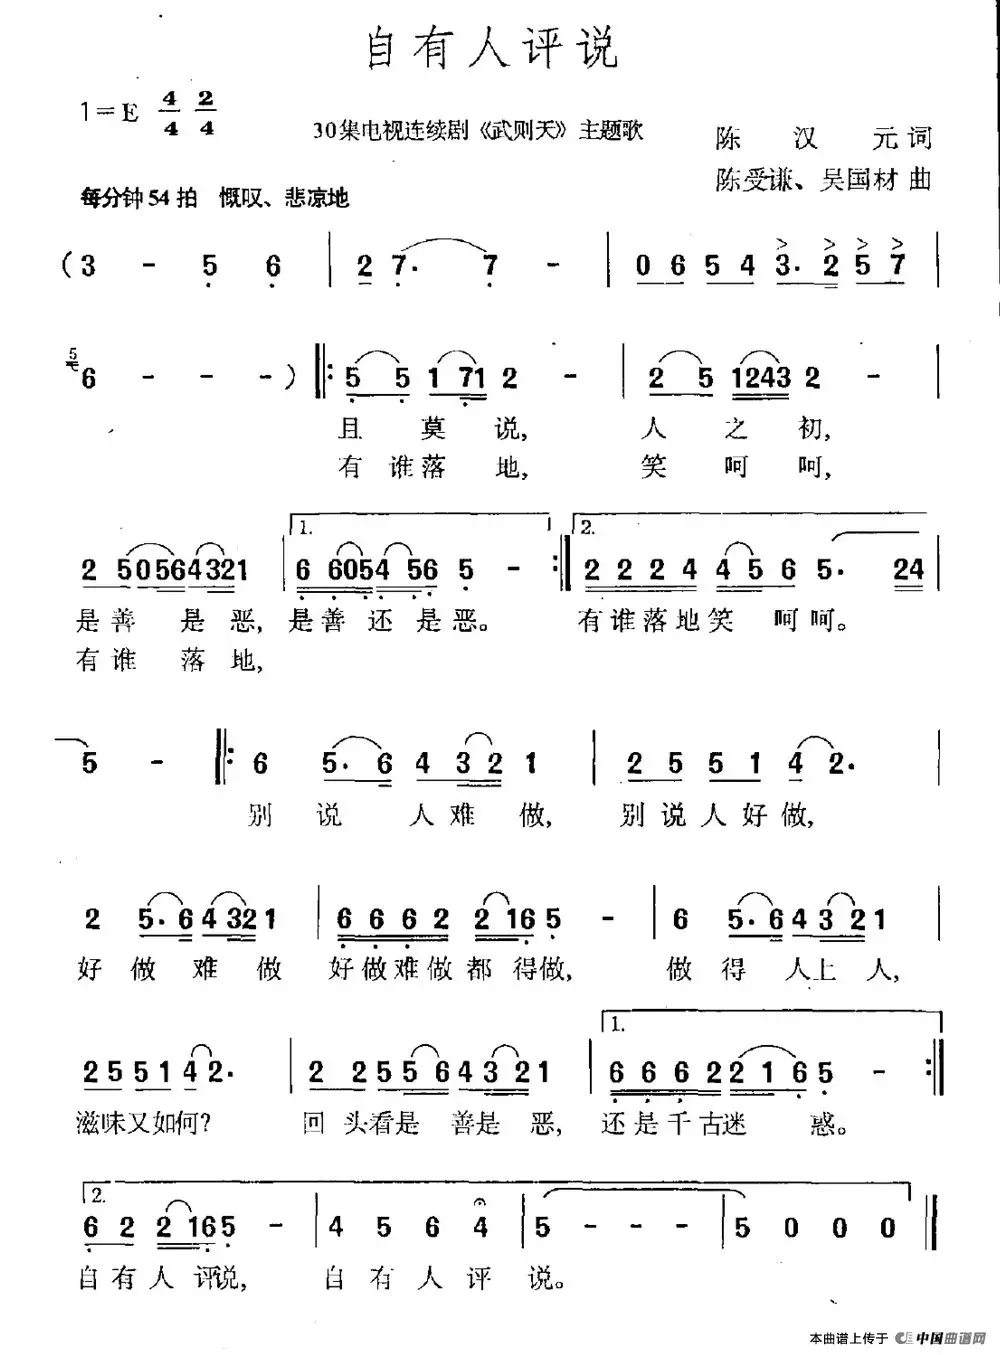 自有人评说
1=E 4/4 2/4
30集电视连续剧《武则天》主题歌
陈汉元词
陈受谦、吴国材曲
每分钟54拍 慨叹、悲凉地
(3 - 5 6 | 2 7. 7 - | 0 6 5 4 3. 2 5 7 |
5 6 - - - ) |: 5 5 1 7 1 2 - | 2 5 1 2 4 3 2 - |
且莫说, 人之初,
有谁落地, 笑呵呵,
1. 2.
2 5 0 5 6 4 3 2 1 | 6 6 0 5 4 5 6 5 - :| 2 2 2 4 4 5 6 5. 2 4 |
是善是恶, 是善还是恶。 有谁落地笑呵呵。
有谁落地,
5 - |: 6 5. 6 4 3 2 1 | 2 5 5 1 4 2. |
别说人难做, 别说人好做,
2 5. 6 4 3 2 1 | 6 6 6 2 2 1 6 5 - | 6 5. 6 4 3 2 1 |
好做难做 好做难做都得做, 做得人上人,
1.
2 5 5 1 4 2. | 2 2 5 5 6 4 3 2 1 | 6 6 6 2 2 1 6 5 - :|
滋味又如何? 回头看是善是恶, 还是千古迷惑。
2.
6 2 2 1 6 5 - | 4 5 6 4 | 5 - - - | 5 0 0 0 ||
自有人评说, 自有人评说。
本曲谱上传于 中国曲谱网